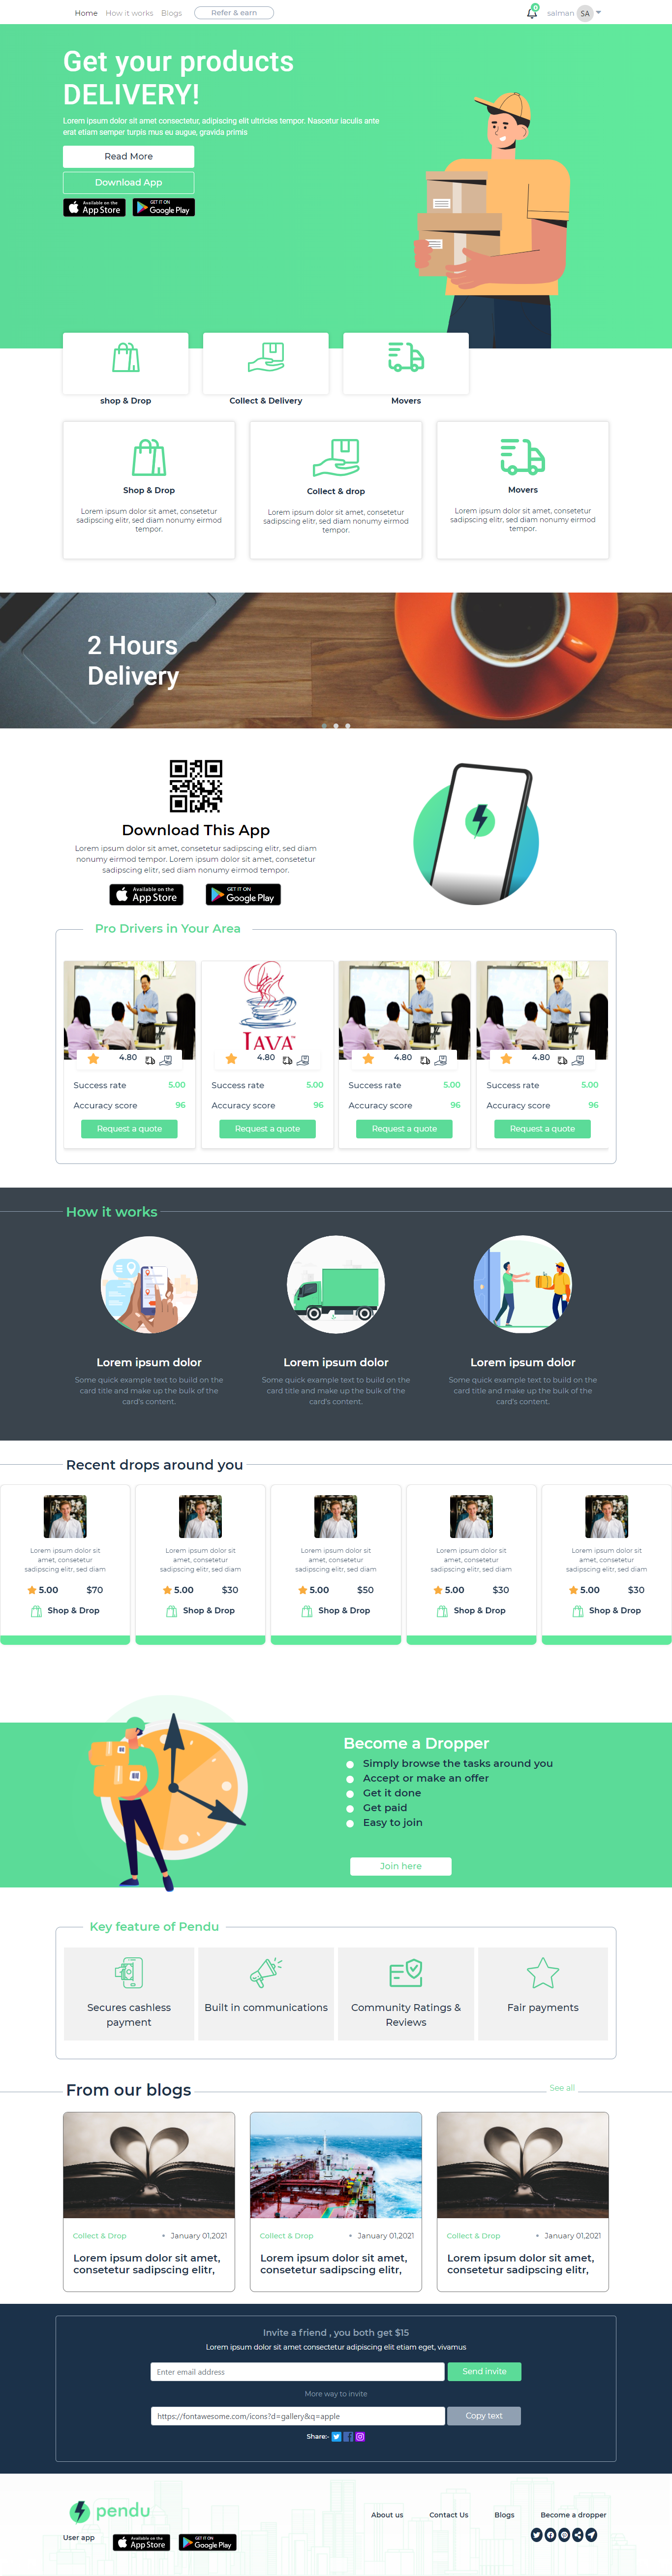 Home How it works Blogs Refer & earn 0 salman SA
Get your products
DELIVERY!
Lorem ipsum dolor sit amet consectetur, adipiscing elit ultricies tempor. Nascetur iaculis ante
erat etiam semper turpis mus eu augue, gravida primis
Read More
Download App
Available on the
App Store
GET IT ON
Google Play
shop & Drop
Collect & Delivery
Movers
Shop & Drop
Lorem ipsum dolor sit amet, consetetur
sadipscing elitr, sed diam nonumy eirmod
tempor.
Collect & drop
Lorem ipsum dolor sit amet, consetetur
sadipscing elitr, sed diam nonumy eirmod
tempor.
Movers
Lorem ipsum dolor sit amet, consetetur
sadipscing elitr, sed diam nonumy eirmod
tempor.
2 Hours
Delivery
Download This App
Lorem ipsum dolor sit amet, consetetur sadipscing elitr, sed diam
nonumy eirmod tempor. Lorem ipsum dolor sit amet, consetetur
sadipscing elitr, sed diam nonumy eirmod tempor.
Available on the
App Store
GET IT ON
Google Play
Pro Drivers in Your Area
4.80
Success rate 5.00
Accuracy score 96
Request a quote
JAVA
4.80
Success rate 5.00
Accuracy score 96
Request a quote
4.80
Success rate 5.00
Accuracy score 96
Request a quote
4.80
Success rate 5.00
Accuracy score 96
Request a quote
How it works
Lorem ipsum dolor
Some quick example text to build on the
card title and make up the bulk of the
card's content.
Lorem ipsum dolor
Some quick example text to build on the
card title and make up the bulk of the
card's content.
Lorem ipsum dolor
Some quick example text to build on the
card title and make up the bulk of the
card's content.
Recent drops around you
Lorem ipsum dolor sit
amet, consetetur
sadipscing elitr, sed diam
5.00 $70
Shop & Drop
Lorem ipsum dolor sit
amet, consetetur
sadipscing elitr, sed diam
5.00 $30
Shop & Drop
Lorem ipsum dolor sit
amet, consetetur
sadipscing elitr, sed diam
5.00 $50
Shop & Drop
Lorem ipsum dolor sit
amet, consetetur
sadipscing elitr, sed diam
5.00 $30
Shop & Drop
Lorem ipsum dolor sit
amet, consetetur
sadipscing elitr, sed diam
5.00 $30
Shop & Drop
Become a Dropper
Simply browse the tasks around you
Accept or make an offer
Get it done
Get paid
Easy to join
Join here
Key feature of Pendu
Secures cashless
payment
Built in communications
Community Ratings &
Reviews
Fair payments
From our blogs
See all
Collect & Drop • January 01,2021
Lorem ipsum dolor sit amet,
consetetur sadipscing elitr,
Collect & Drop • January 01,2021
Lorem ipsum dolor sit amet,
consetetur sadipscing elitr,
Collect & Drop • January 01,2021
Lorem ipsum dolor sit amet,
consetetur sadipscing elitr,
Invite a friend , you both get $15
Lorem ipsum dolor sit amet consectetur adipiscing elit etiam eget, vivamus
Enter email address
Send invite
More way to invite
https://fontawesome.com/icons?d=gallery&q=apple
Copy text
Share:-
pendu
About us Contact Us Blogs Become a dropper
User app
Available on the
App Store
GET IT ON
Google Play